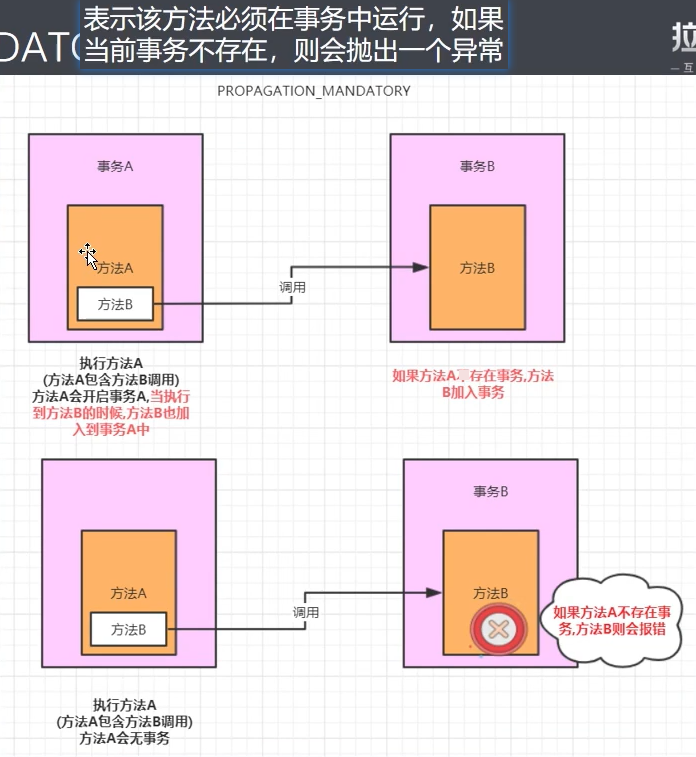 表示该方法必须在事务中运行，如果
当前事务不存在，则会抛出一个异常
DATO
拉
一 互
PROPAGATION_MANDATORY
事务A
方法A
方法B
调用
事务B
方法B
执行方法A
(方法A包含方法B调用)
方法A会开启事务A,当执行
到方法B的时候,方法B也加
入到事务A中
如果方法A 存在事务,方法
B加入事务
方法A
方法B
调用
事务B
方法B
如果方法A不存在事
务,方法B则会报错
执行方法A
(方法A包含方法B调用)
方法A会无事务